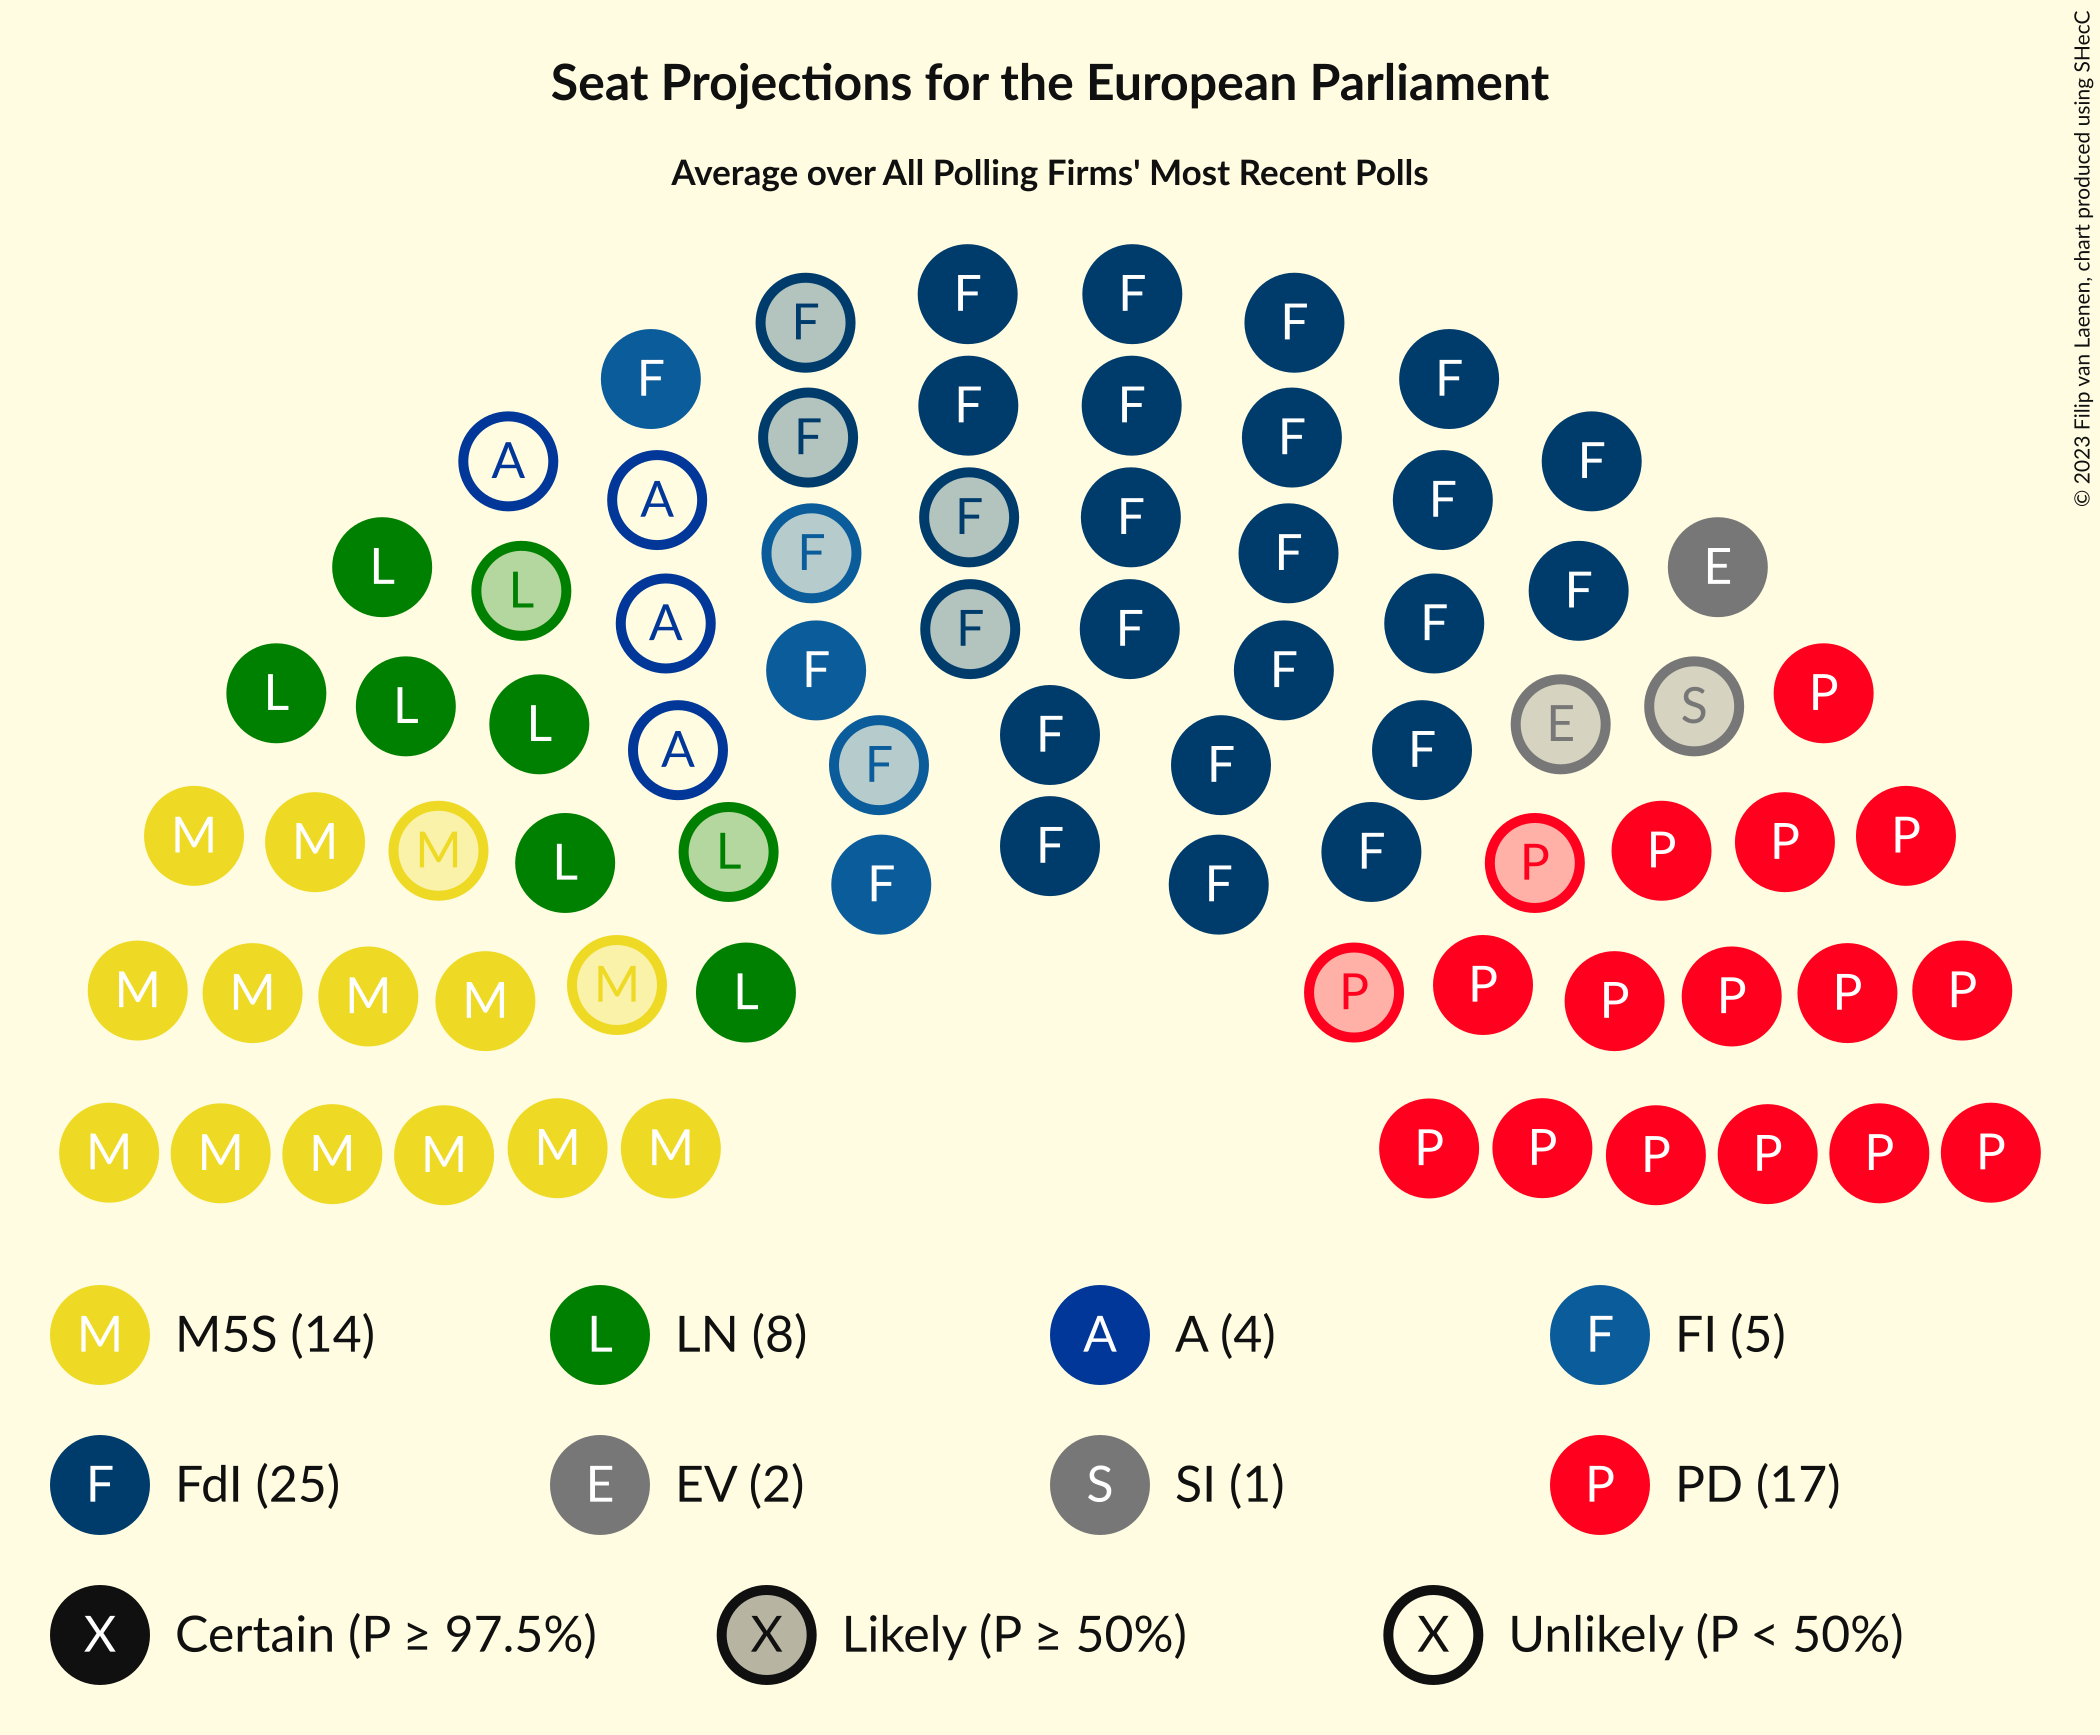 Seat Projections for the European Parliament
Average over All Polling Firms' Most Recent Polls
© 2023 Filip van Laenen, chart produced using SHecC
F F
F F
F F
F F
F F
A F
A F
F F
F F
L E
L F
A F
F F
F F
L P
L S
L E
F
A F
F F
M P
M P
F
M L F P
L P
F F
M M M M M L P P P P P P
M M M M M M P P P P P P
M M5S (14) L LN (8) A A (4) F FI (5)
F FdI (25) E EV (2) S SI (1) P PD (17)
X Certain (P ≥ 97.5%) X Likely (P ≥ 50%) X Unlikely (P < 50%)